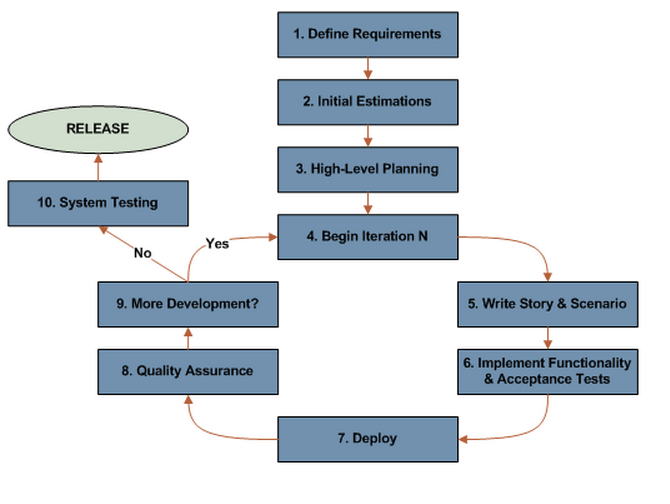 1. Define Requirements
2. Initial Estimations
3. High-Level Planning
4. Begin Iteration N
5. Write Story & Scenario
6. Implement Functionality
& Acceptance Tests
7. Deploy
8. Quality Assurance
9. More Development?
Yes
No
10. System Testing
RELEASE